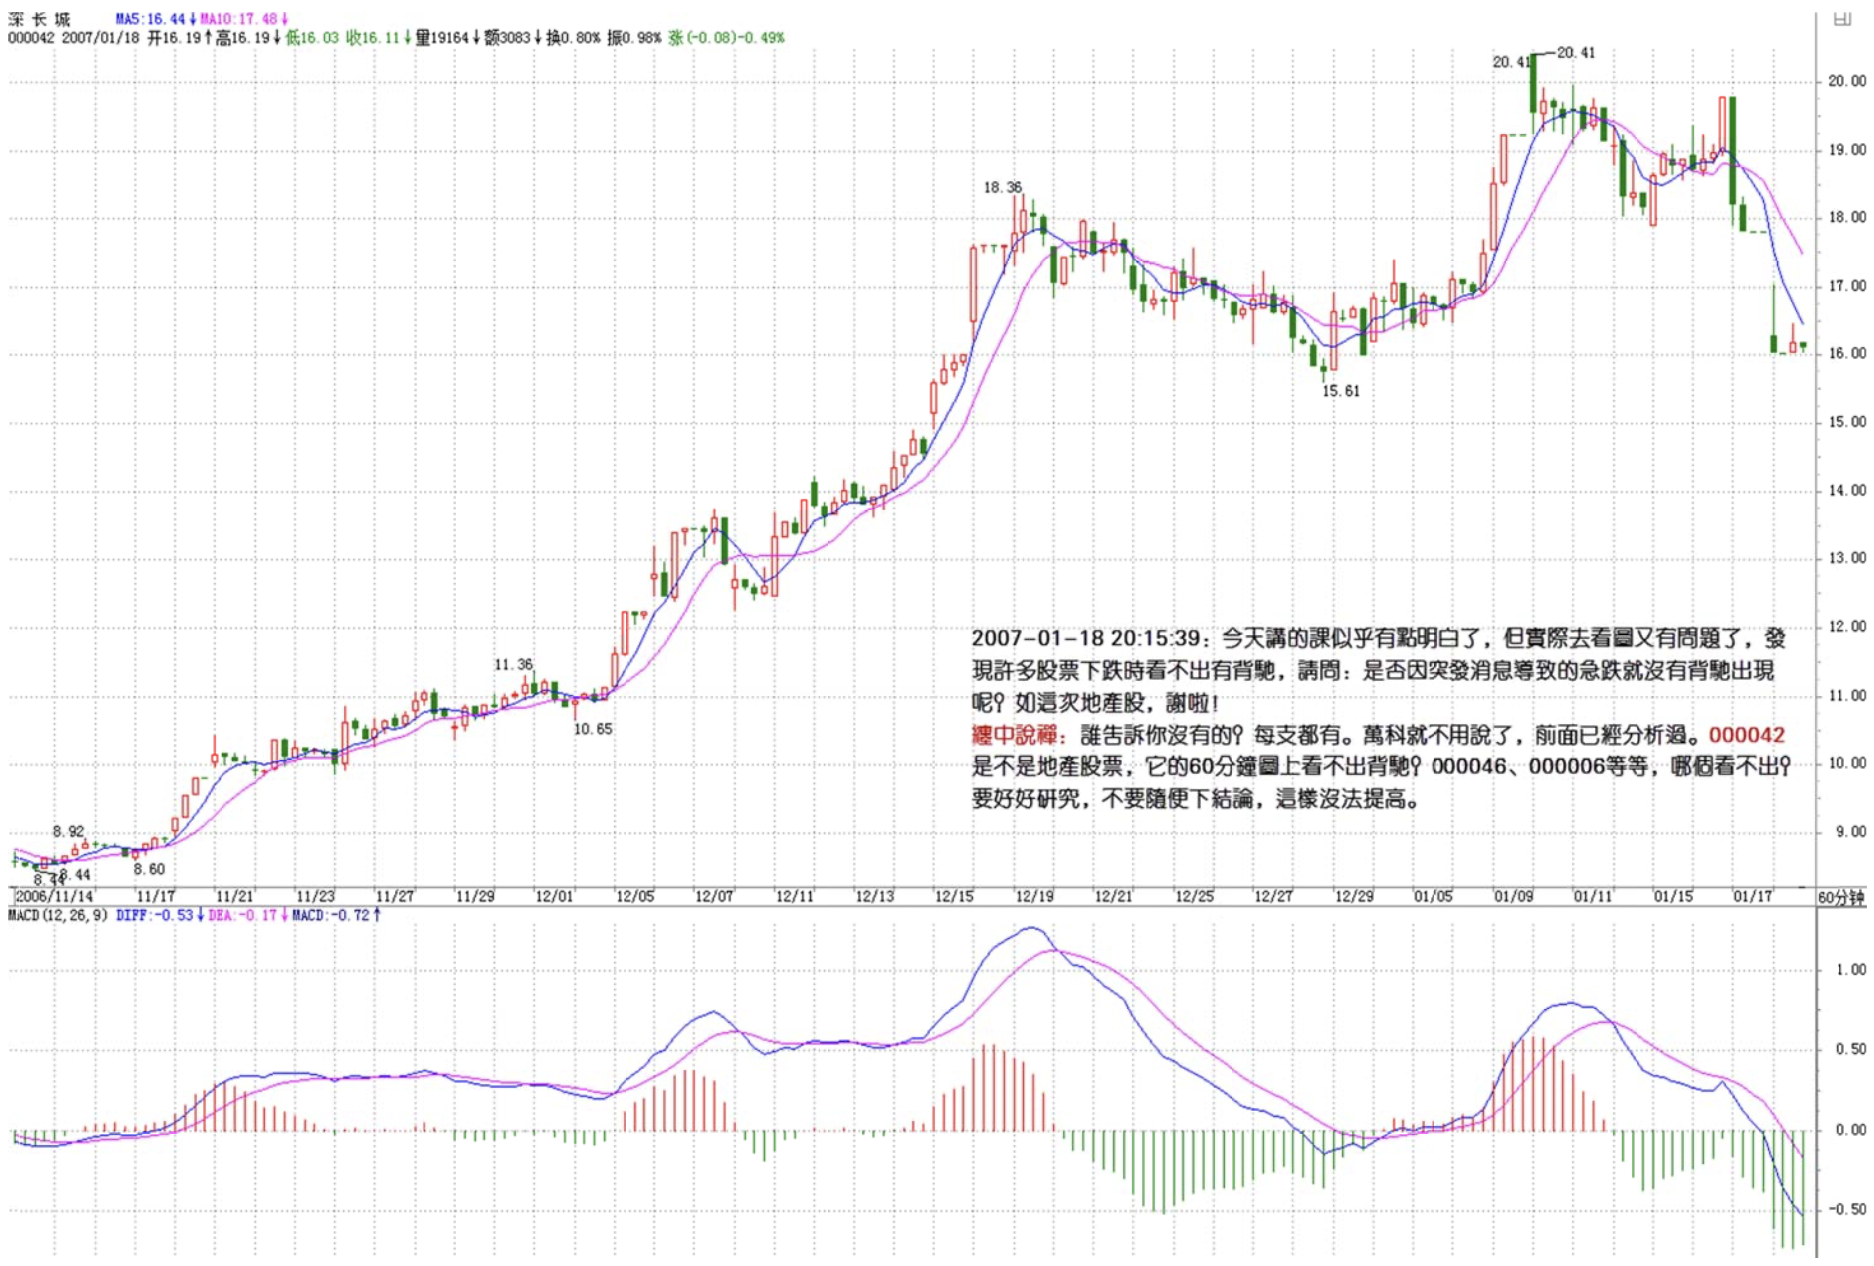 深长城 MA5:16.44↓MA10:17.48↓
000042 2007/01/18 开16.19↑高16.19↓低16.03 收16.11↓量19164↓额3083↓换0.80% 振0.98% 涨(-0.08)-0.49%
20.41 20.41
20.00
19.00
18.36
18.00
17.00
16.00
15.61
15.00
14.00
13.00
12.00
2007-01-18 20:15:39：今天講的課似乎有點明白了，但實際去看圖又有問題了，發
現許多股票下跌時看不出有背馳，請問：是否因突發消息導致的急跌就沒有背馳出現
呢？如這次地產股，謝啦！
纏中說禪：誰告訴你沒有的？每支都有。萬科就不用說了，前面已經分析過。000042
是不是地產股票，它的60分鐘圖上看不出背馳？000046、000006等等，哪個看不出？
要好好研究，不要隨便下結論，這樣沒法提高。
11.36
11.00
10.65
10.00
9.00
8.92
8.60
8.44 8.44
2006/11/14 11/17 11/21 11/23 11/27 11/29 12/01 12/05 12/07 12/11 12/13 12/15 12/19 12/21 12/25 12/27 12/29 01/05 01/09 01/11 01/15 01/17 60分钟
MACD(12,26,9) DIFF:-0.53↓DEA:-0.17↓MACD:-0.72↑
1.00
0.50
0.00
-0.50